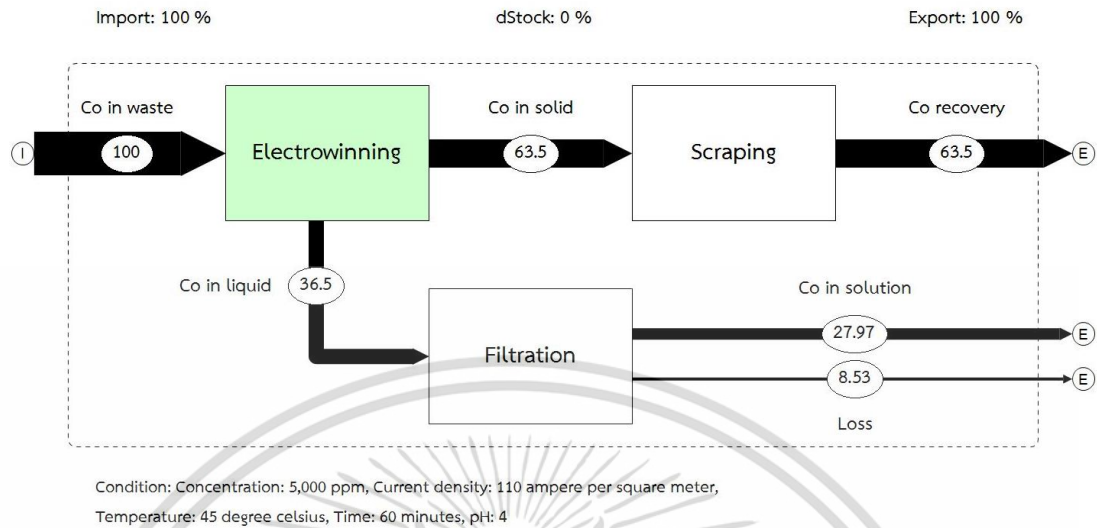 Import: 100 %
dStock: 0 %
Export: 100 %
Co in waste
Co in solid
Co recovery
I
100
Electrowinning
63.5
Scraping
63.5
E
Co in liquid
36.5
Co in solution
Filtration
27.97
E
8.53
E
Loss
Condition: Concentration: 5,000 ppm, Current density: 110 ampere per square meter,
Temperature: 45 degree celsius, Time: 60 minutes, pH: 4